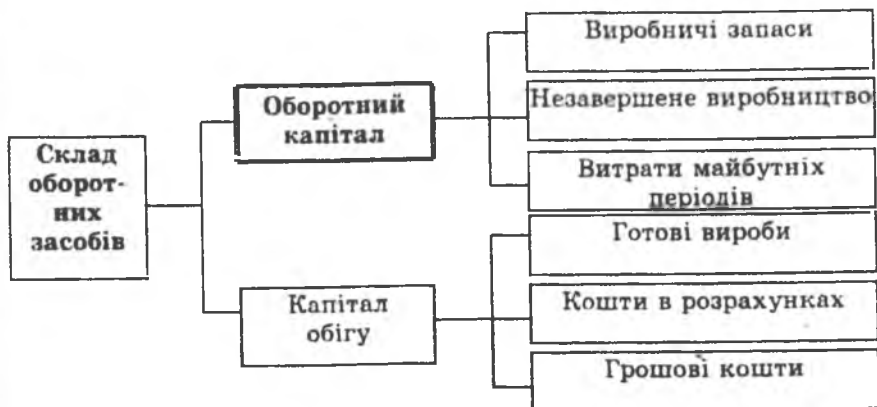 Склад
оборот-
них
засобів
Оборотний
капітал
Виробничі запаси
Незавершене виробництво
Витрати майбутніх
періодів
Капітал
обігу
Готові вироби
Кошти в розрахунках
Грошові кошти